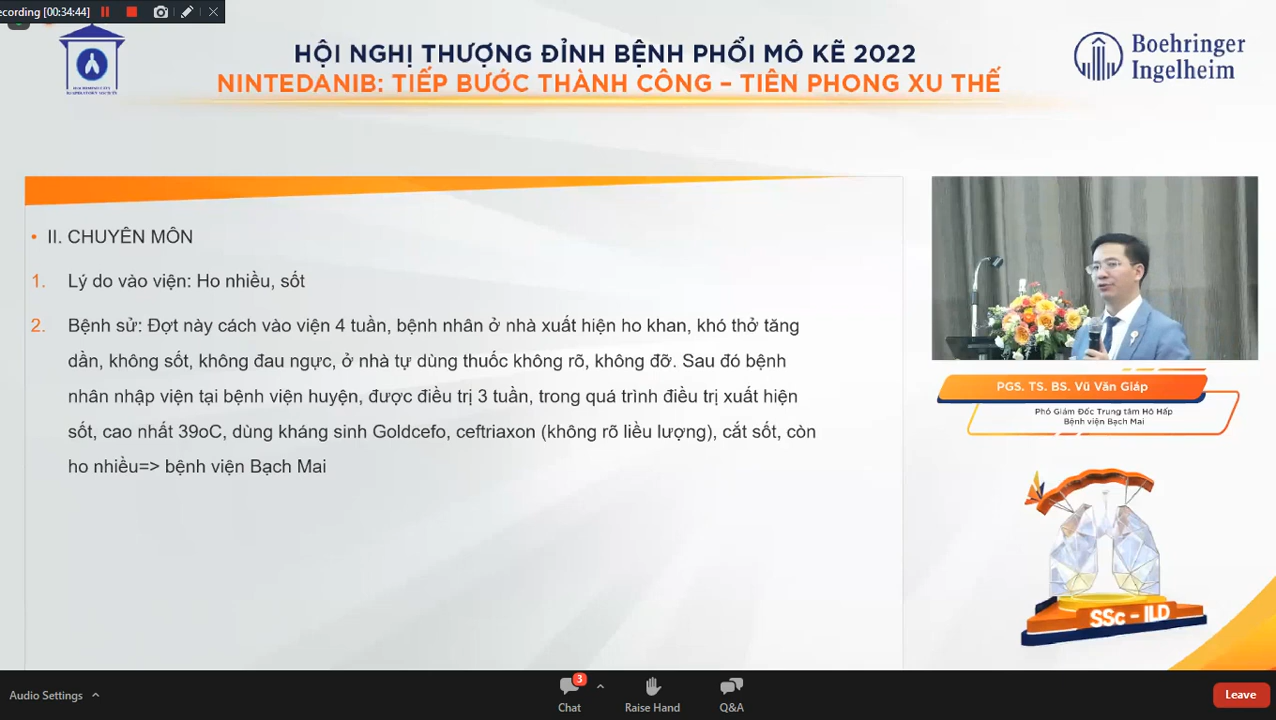 ecording [00:34:44]
HỘI NGHỊ THƯỢNG ĐỈNH BỆNH PHỔI MÔ KẼ 2022
NINTEDANIB: TIẾP BƯỚC THÀNH CÔNG – TIÊN PHONG XU THẾ
Boehringer
Ingelheim
• II. CHUYÊN MÔN
1. Lý do vào viện: Ho nhiều, sốt
2. Bệnh sử: Đợt này cách vào viện 4 tuần, bệnh nhân ở nhà xuất hiện ho khan, khó thở tăng
dần, không sốt, không đau ngực, ở nhà tự dùng thuốc không rõ, không đỡ. Sau đó bệnh
nhân nhập viện tại bệnh viện huyện, được điều trị 3 tuần, trong quá trình điều trị xuất hiện
sốt, cao nhất 39oC, dùng kháng sinh Goldcefo, ceftriaxon (không rõ liều lượng), cắt sốt, còn
ho nhiều=> bệnh viện Bạch Mai
PGS. TS. BS. Vũ Văn Giáp
Phó Giám Đốc Trung tâm Hô Hấp
Bệnh viện Bạch Mai
SSc - ILD
Audio Settings
3
Chat
Raise Hand
Q&A
Leave